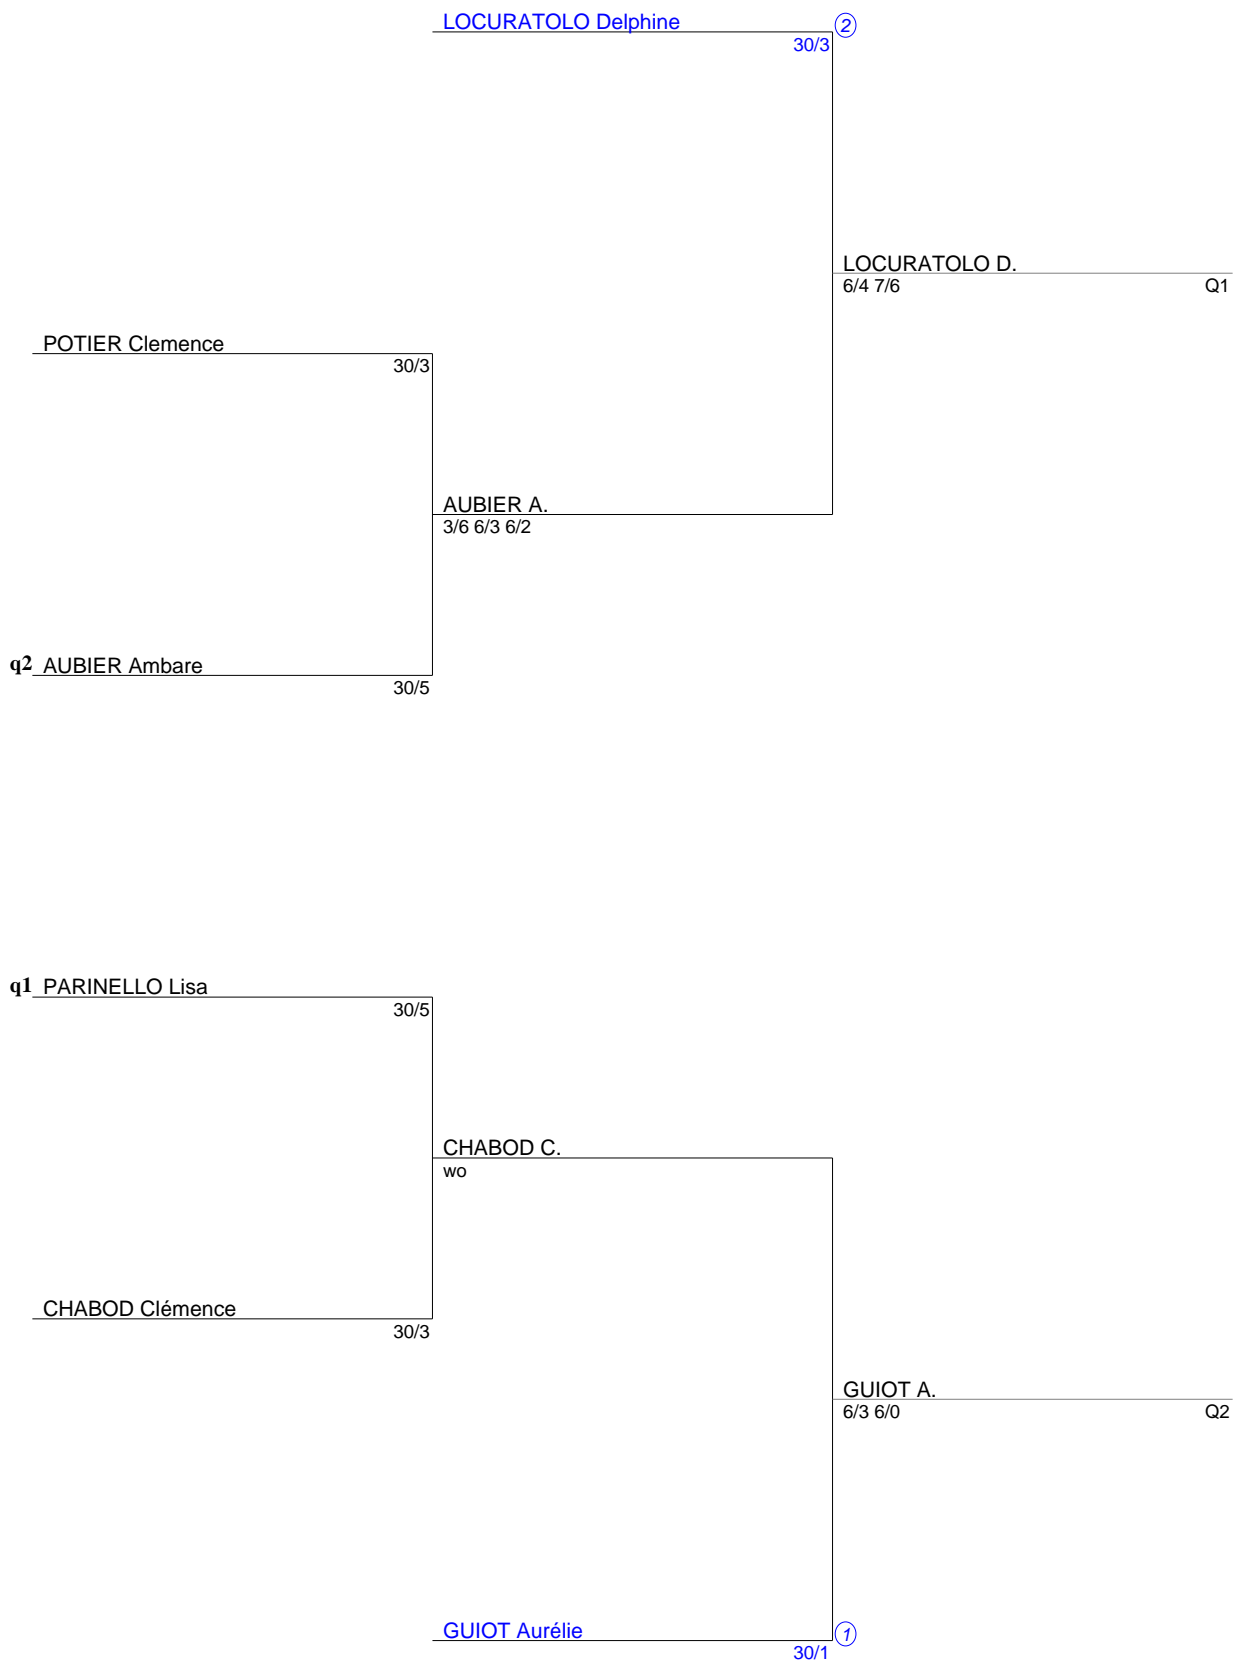 LOCURATOLO Delphine
2
30/3
LOCURATOLO D.
6/4 7/6
Q1
POTIER Clemence
30/3
AUBIER A.
3/6 6/3 6/2
q2 AUBIER Ambare
30/5
q1 PARINELLO Lisa
30/5
CHABOD C.
wo
CHABOD Clémence
30/3
GUIOT A.
6/3 6/0
Q2
GUIOT Aurélie
1
30/1